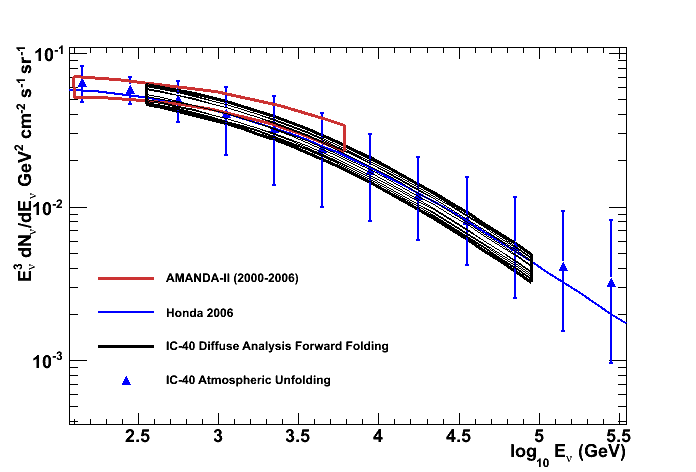 10⁻¹
10⁻²
10⁻³
E³ν dNν/dEν GeV² cm⁻² s⁻¹ sr⁻¹
AMANDA-II (2000-2006)
Honda 2006
IC-40 Diffuse Analysis Forward Folding
IC-40 Atmospheric Unfolding
2.5 3 3.5 4 4.5 5 5.5
log₁₀ Eν (GeV)